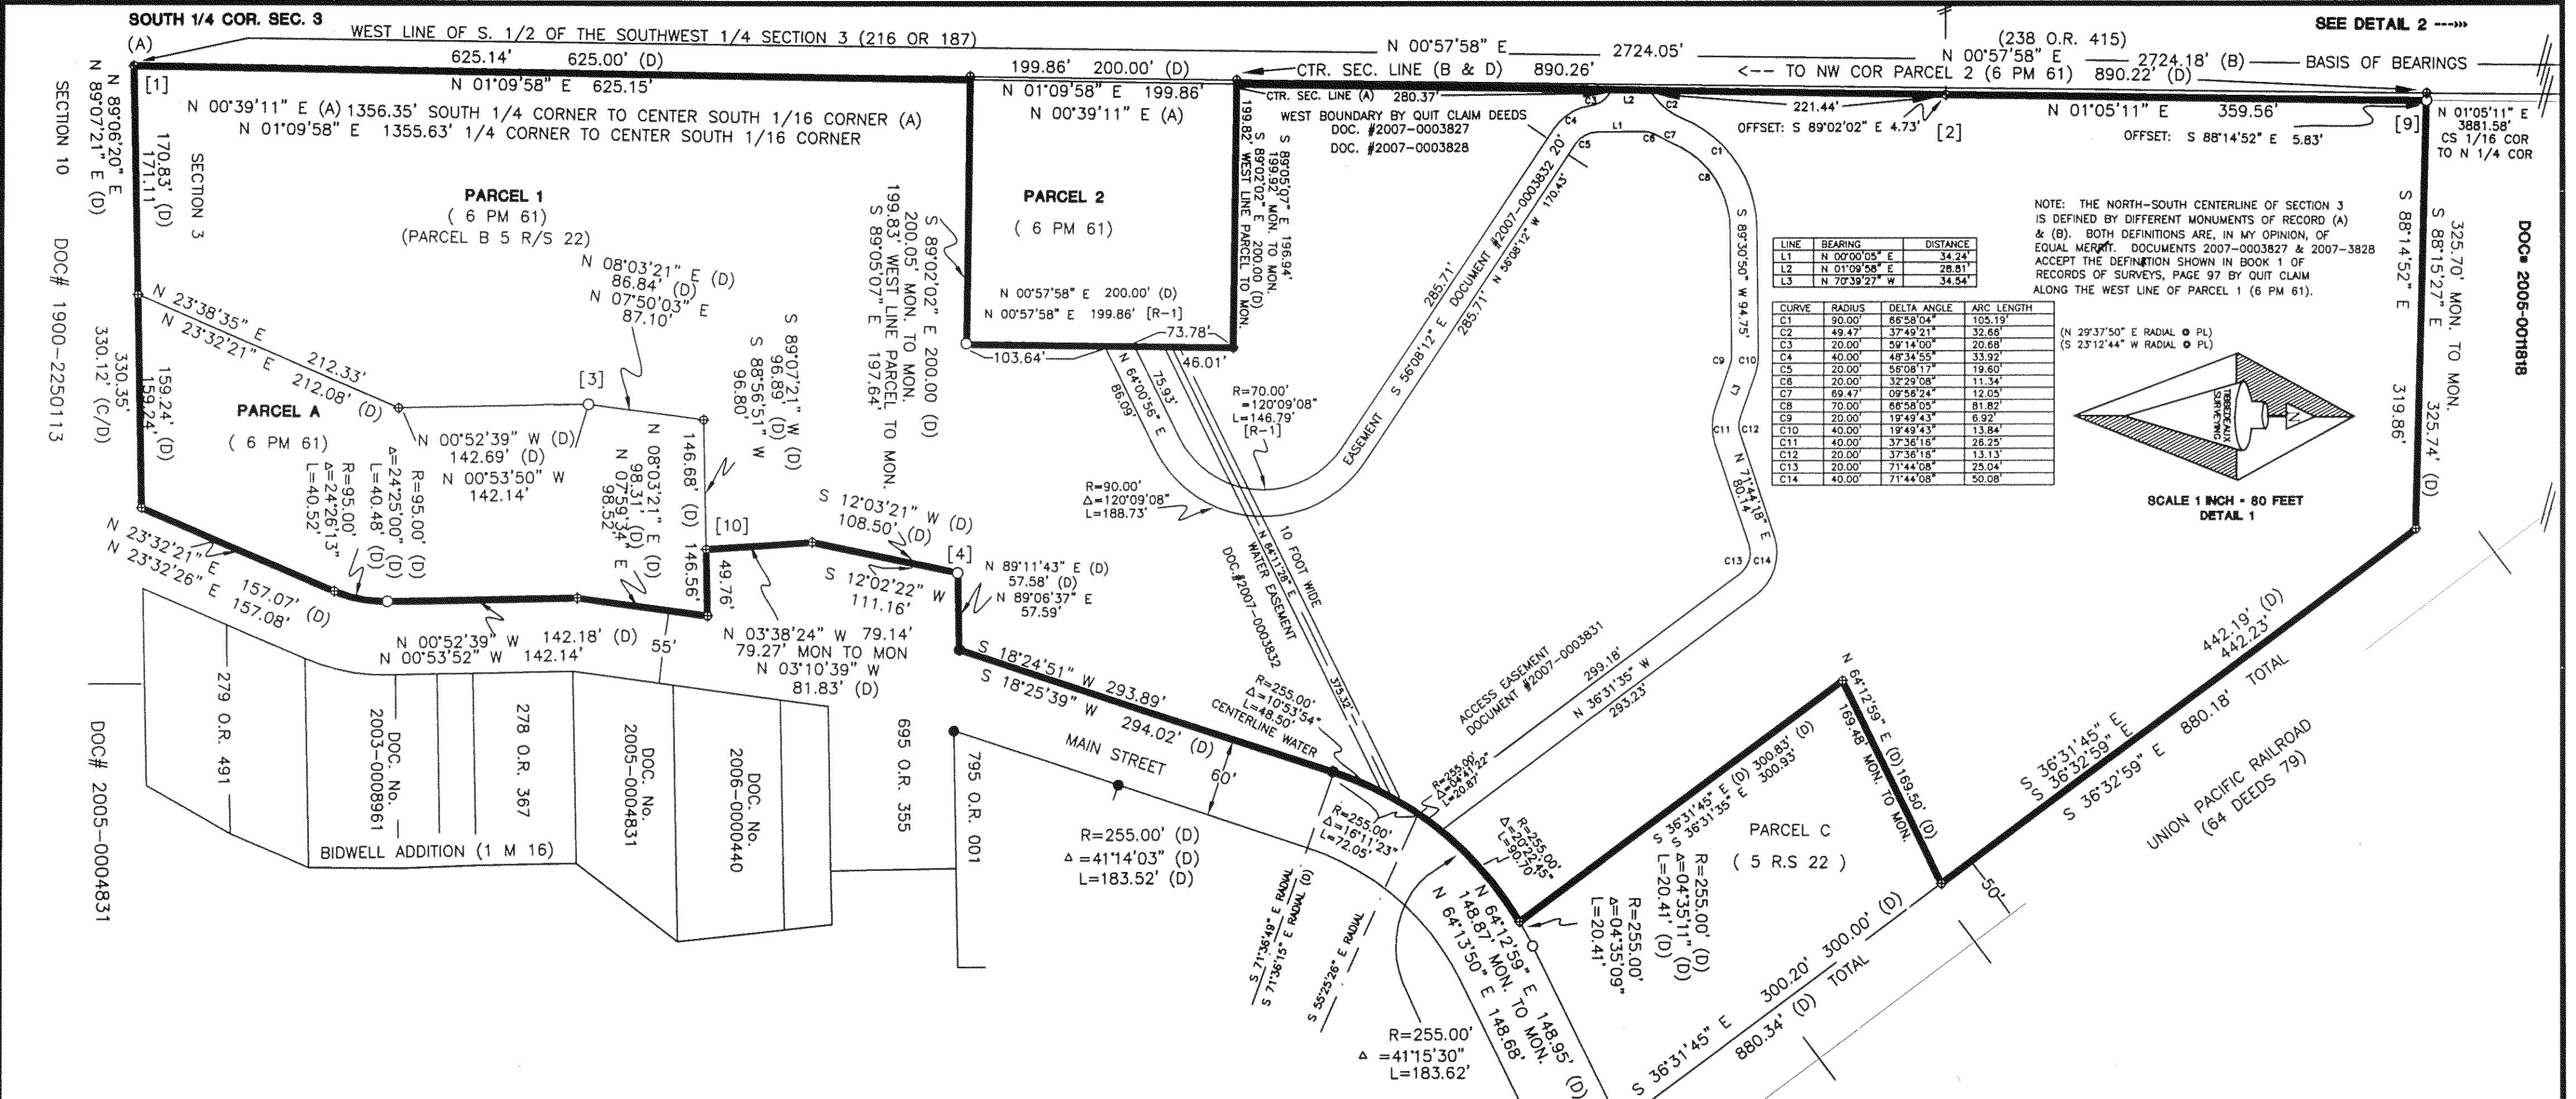 SOUTH 1/4 COR. SEC. 3
(A)
WEST LINE OF S. 1/2 OF THE SOUTHWEST 1/4 SECTION 3 (216 OR 187)
625.14' 625.00' (D)
N 01°09'58" E 625.15'
[1]
N 00°39'11" E (A) 1356.35' SOUTH 1/4 CORNER TO CENTER SOUTH 1/16 CORNER (A)
N 01°09'58" E 1355.63' 1/4 CORNER TO CENTER SOUTH 1/16 CORNER
199.86' 200.00' (D)
N 01°09'58" E 199.86'
N 00°39'11" E (A)
N 00°57'58" E 2724.05'
CTR. SEC. LINE (B & D) 890.26'
CTR. SEC. LINE (A) 280.37'
WEST BOUNDARY BY QUIT CLAIM DEEDS
DOC. #2007-0003827
DOC. #2007-0003828
(238 O.R. 415)
N 00°57'58" E 2724.18' (B) BASIS OF BEARINGS
<--- TO NW COR PARCEL 2 (6 PM 61) 890.22' (D)
SEE DETAIL 2 --->>>
221.44'
OFFSET: S 89°02'02" E 4.73'
[2]
N 01°05'11" E 359.56'
OFFSET: S 88°14'52" E 5.83'
[9]
N 01°05'11" E
3881.58'
CS 1/16 COR
TO N 1/4 COR
N 89°06'20" E
N 89°07'21" E (D)
SECTION 10
DOC# 1900-2250113
DOC# 2005-0004831
SECTION 3
170.83' (D)
171.11'
330.35'
330.12' (C/D)
159.24' (D)
159.24'
PARCEL 1
( 6 PM 61)
(PARCEL B 5 R/S 22)
PARCEL 2
( 6 PM 61)
PARCEL A
( 6 PM 61)
N 23°38'35" E 212.33'
N 23°32'21" E 212.08' (D)
N 08°03'21" E (D)
86.84' (D)
N 07°50'03" E
87.10'
[3]
N 00°52'39" W (D)
142.69' (D)
N 00°53'50" W
142.14'
S 89°07'21" W (D)
96.89' (D)
S 88°56'51" W
96.80'
S 89°02'02" E 200.00' (D)
200.05' MON. TO MON.
199.83' WEST LINE PARCEL TO MON.
S 89°05'07" E 197.64'
S 89°05'07" E 196.94'
199.92' MON. TO MON.
S 89°02'02" E 200.00' (D)
199.82' WEST LINE PARCEL TO MON.
N 00°57'58" E 200.00' (D)
N 00°57'58" E 199.86' [R-1]
73.78'
103.64'
46.01'
R=95.00' (D)
Δ=24°25'00" (D)
L=40.48' (D)
R=95.00'
Δ=24°26'13"
L=40.52'
N 08°03'21" E (D)
98.31' (D)
N 07°59'34" E
98.52'
146.68' (D)
146.56'
[10]
49.76'
S 12°03'21" W (D)
108.50' (D)
[4]
S 12°02'22" W
111.16'
N 89°11'43" E (D)
57.58' (D)
N 89°06'37" E
57.59'
N 23°32'21" E 157.07' (D)
N 23°32'26" E 157.08'
N 00°52'39" W 142.18' (D)
N 00°53'52" W 142.14'
55'
N 03°38'24" W 79.14'
79.27' MON TO MON
N 03°10'39" W
81.83' (D)
S 18°24'51" W 293.89'
S 18°25'39" W 294.02' (D)
MAIN STREET
60'
279 O.R. 491
DOC. No.
2003-0008961
278 O.R. 367
DOC. No.
2005-0004831
DOC. No.
2006-0000440
695 O.R. 355
795 O.R. 001
BIDWELL ADDITION (1 M 16)
N 64°00'56" E
75.93'
86.09'
R=70.00'
=120°09'08"
L=146.79'
[R-1]
R=90.00'
Δ=120°09'08"
L=188.73'
285.71'
S 56°08'12" E
285.71'
EASEMENT
DOCUMENT #2007-0003832 20'
N 56°08'12" W 170.43'
10 FOOT WIDE
N 64°11'28" E
WATER EASEMENT
DOC.#2007-0003832
375.32'
R=255.00'
Δ=10°53'54"
L=48.50'
CENTERLINE WATER
R=255.00'
Δ=04°41'22"
L=20.87'
R=255.00'
Δ=16°11'23"
L=72.05'
R=255.00'
Δ=20°22'45"
L=90.70'
R=255.00' (D)
Δ =41°14'03" (D)
L=183.52' (D)
S 71°36'49" E RADIAL
S 71°36'15" E RADIAL (D)
S 55°25'26" E RADIAL
R=255.00'
Δ =41°15'30"
L=183.62'
N 64°12'59" E 148.95' (D)
148.87' MON. TO MON.
N 64°13'50" E 148.68'
ACCESS EASEMENT
DOCUMENT #2007-0003831
299.18'
N 36°31'35" W
293.23'
S 36°31'45" E (D) 300.83' (D)
S 36°31'35" E 300.93'
PARCEL C
( 5 R.S 22 )
R=255.00' (D)
Δ=04°35'11" (D)
L=20.41' (D)
R=255.00'
Δ=04°35'09"
L=20.41'
N 64°12'59" E (D) 169.50' (D)
169.48' MON. TO MON.
442.19' (D)
442.23'
S 36°31'45" E
S 36°32'59" E
S 36°32'59" E 880.18' TOTAL
UNION PACIFIC RAILROAD
(64 DEEDS 79)
50'
300.20' 300.00' (D)
S 36°31'45" E 880.34' (D) TOTAL
L1 L2 C1 C2 C3 C4 C5 C6 C7 C8
S 89°30'50" W 94.75'
C9 C10
L3
C11 C12
N 71°44'18" E
80.14'
C13 C14
LINE BEARING DISTANCE
L1 N 00°00'05" E 34.24'
L2 N 01°09'58" E 28.81'
L3 N 70°39'27" W 34.54'
CURVE RADIUS DELTA ANGLE ARC LENGTH
C1 90.00' 66°58'04" 105.19'
C2 49.47' 37°49'21" 32.66'
C3 20.00' 59°14'00" 20.68'
C4 40.00' 48°34'55" 33.92'
C5 20.00' 56°08'17" 19.60'
C6 20.00' 32°29'08" 11.34'
C7 69.47' 09°56'24" 12.05'
C8 70.00' 66°58'05" 81.82'
C9 20.00' 19°49'43" 6.92'
C10 40.00' 19°49'43" 13.84'
C11 40.00' 37°36'16" 26.25'
C12 20.00' 37°36'16" 13.13'
C13 20.00' 71°44'08" 25.04'
C14 40.00' 71°44'08" 50.08'
(N 29°37'50" E RADIAL @ PL)
(S 23°12'44" W RADIAL @ PL)
NOTE: THE NORTH-SOUTH CENTERLINE OF SECTION 3
IS DEFINED BY DIFFERENT MONUMENTS OF RECORD (A)
& (B). BOTH DEFINITIONS ARE, IN MY OPINION, OF
EQUAL MERIT. DOCUMENTS 2007-0003827 & 2007-3828
ACCEPT THE DEFINITION SHOWN IN BOOK 1 OF
RECORDS OF SURVEYS, PAGE 97 BY QUIT CLAIM
ALONG THE WEST LINE OF PARCEL 1 (6 PM 61).
N
SURVEYING
SCALE 1 INCH = 80 FEET
DETAIL 1
S 88°14'52" E 319.86'
S 88°15'27" E 325.74' (D)
325.70' MON. TO MON.
DOC# 2005-0011818